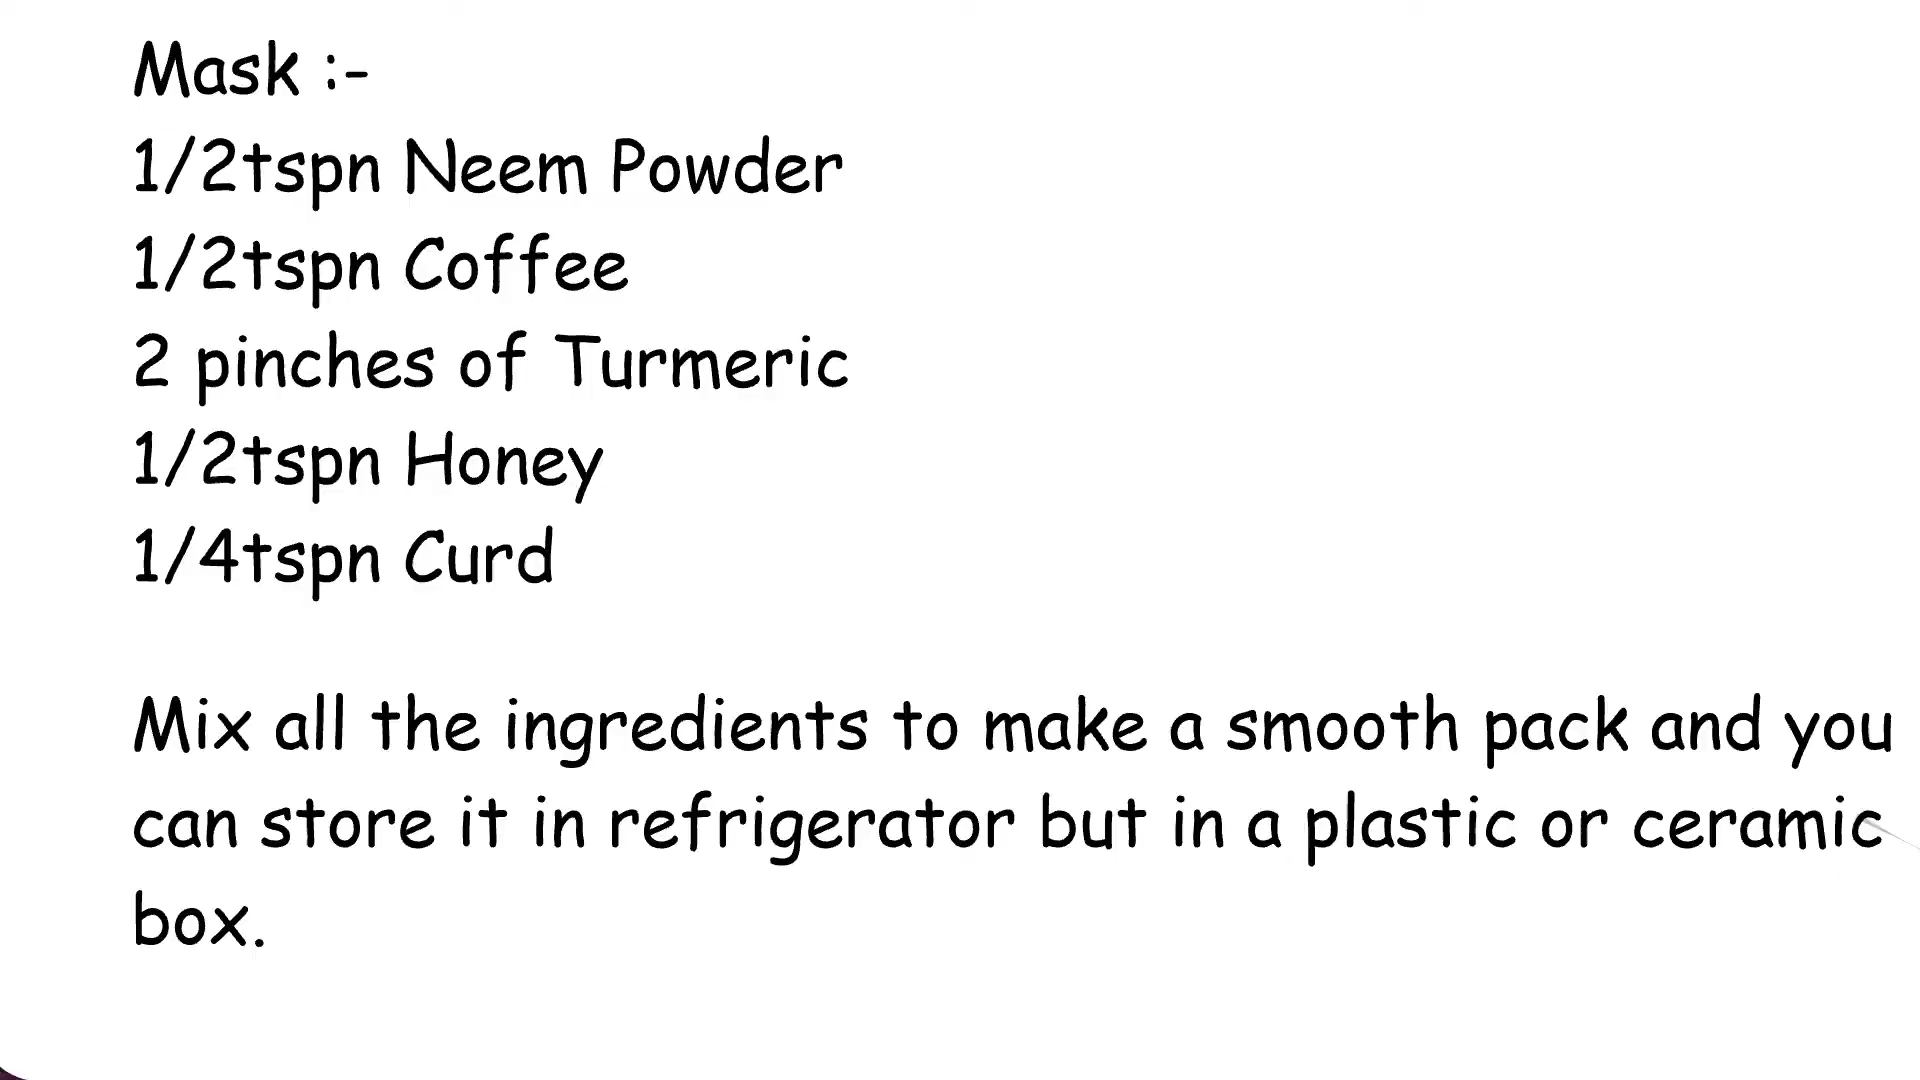 Mask :-
1/2tspn Neem Powder
1/2tspn Coffee
2 pinches of Turmeric
1/2tspn Honey
1/4tspn Curd
Mix all the ingredients to make a smooth pack and you
can store it in refrigerator but in a plastic or ceramic
box.